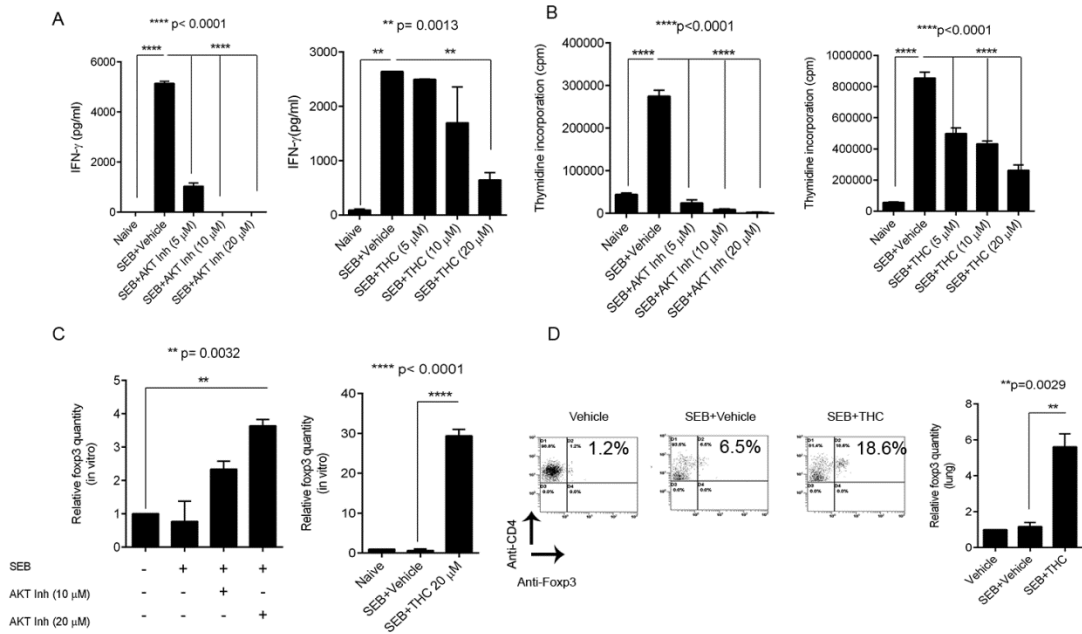 A
**** p< 0.0001
****
****
IFN-γ (pg/ml)
6000
4000
2000
0
Naive
SEB+Vehicle
SEB+AKT Inh (5 μM)
SEB+AKT Inh (10 μM)
SEB+AKT Inh (20 μM)
** p= 0.0013
**
**
IFN-γ(pg/ml)
3000
2000
1000
0
Naive
SEB+Vehicle
SEB+THC (5 μM)
SEB+THC (10 μM)
SEB+THC (20 μM)
B
****p<0.0001
****
****
Thymidine incorporation (cpm)
400000
300000
200000
100000
0
Naive
SEB+Vehicle
SEB+AKT Inh (5 μM)
SEB+AKT Inh (10 μM)
SEB+AKT Inh (20 μM)
****p<0.0001
****
****
Thymidine incorporation (cpm)
1000000
800000
600000
400000
200000
0
Naive
SEB+Vehicle
SEB+THC (5 μM)
SEB+THC (10 μM)
SEB+THC (20 μM)
C
** p= 0.0032
**
Relative foxp3 quantity
(in vitro)
5
4
3
2
1
0
SEB - + + +
AKT Inh (10 μM) - - + -
AKT Inh (20 μM) - - - +
**** p< 0.0001
****
Relative foxp3 quantity
(in vitro)
40
30
20
10
0
Naive
SEB+Vehicle
SEB+THC 20 μM
D
Vehicle
1.2%
SEB+Vehicle
6.5%
SEB+THC
18.6%
Anti-CD4
Anti-Foxp3
**p=0.0029
**
Relative foxp3 quantity
(lung)
8
6
4
2
0
Vehicle
SEB+Vehicle
SEB+THC